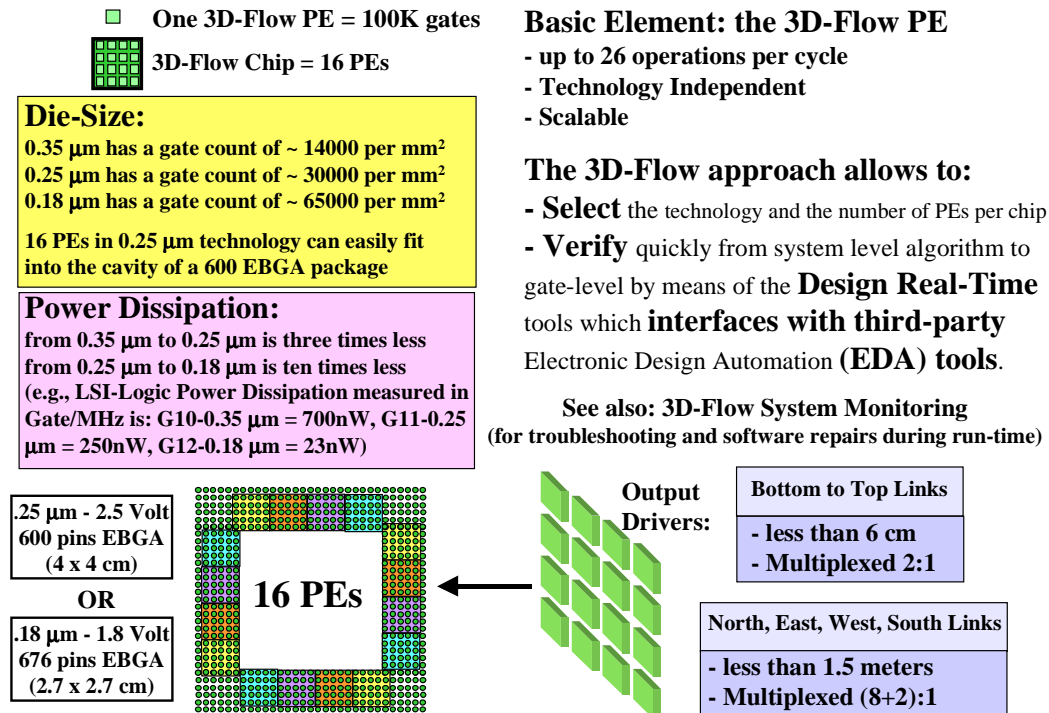 One 3D-Flow PE = 100K gates
3D-Flow Chip = 16 PEs
Die-Size:
0.35 μm has a gate count of ~ 14000 per mm²
0.25 μm has a gate count of ~ 30000 per mm²
0.18 μm has a gate count of ~ 65000 per mm²
16 PEs in 0.25 μm technology can easily fit
into the cavity of a 600 EBGA package
Power Dissipation:
from 0.35 μm to 0.25 μm is three times less
from 0.25 μm to 0.18 μm is ten times less
(e.g., LSI-Logic Power Dissipation measured in
Gate/MHz is: G10-0.35 μm = 700nW, G11-0.25
μm = 250nW, G12-0.18 μm = 23nW)
Basic Element: the 3D-Flow PE
- up to 26 operations per cycle
- Technology Independent
- Scalable
The 3D-Flow approach allows to:
- Select the technology and the number of PEs per chip
- Verify quickly from system level algorithm to
gate-level by means of the Design Real-Time
tools which interfaces with third-party
Electronic Design Automation (EDA) tools.
See also: 3D-Flow System Monitoring
(for troubleshooting and software repairs during run-time)
.25 μm - 2.5 Volt
600 pins EBGA
(4 x 4 cm)
OR
.18 μm - 1.8 Volt
676 pins EBGA
(2.7 x 2.7 cm)
16 PEs
Output
Drivers:
Bottom to Top Links
- less than 6 cm
- Multiplexed 2:1
North, East, West, South Links
- less than 1.5 meters
- Multiplexed (8+2):1